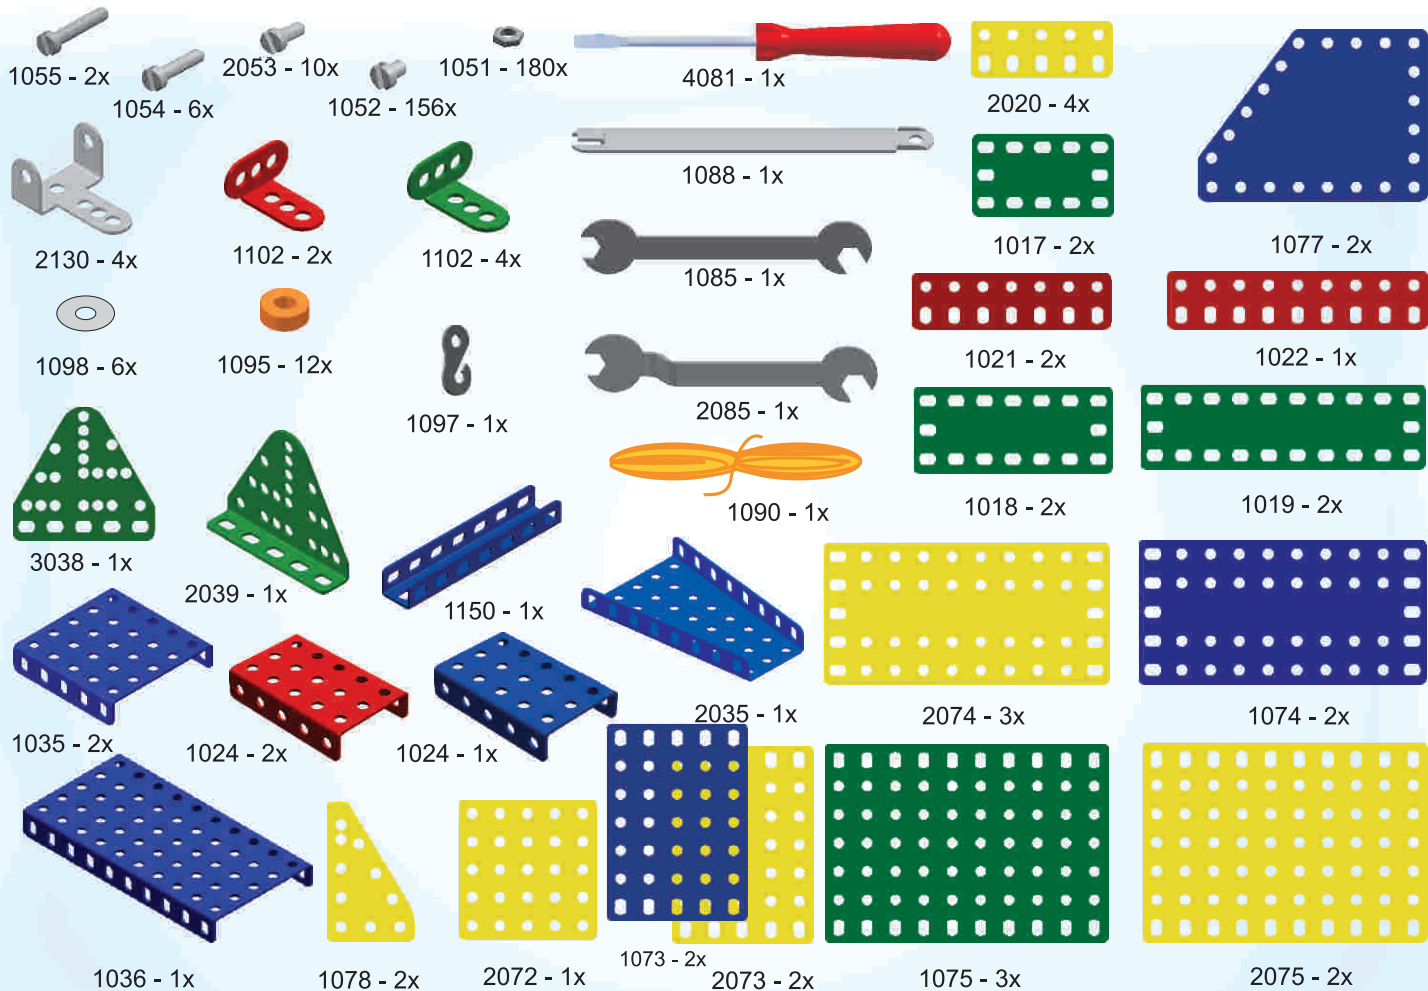 1055 - 2x
1054 - 6x
2053 - 10x
1052 - 156x
1051 - 180x
4081 - 1x
2020 - 4x
1088 - 1x
2130 - 4x
1102 - 2x
1102 - 4x
1085 - 1x
1017 - 2x
1077 - 2x
1098 - 6x
1095 - 12x
1097 - 1x
2085 - 1x
1021 - 2x
1022 - 1x
1090 - 1x
1018 - 2x
1019 - 2x
3038 - 1x
2039 - 1x
1150 - 1x
2035 - 1x
2074 - 3x
1074 - 2x
1035 - 2x
1024 - 2x
1024 - 1x
1036 - 1x
1078 - 2x
2072 - 1x
1073 - 2x
2073 - 2x
1075 - 3x
2075 - 2x